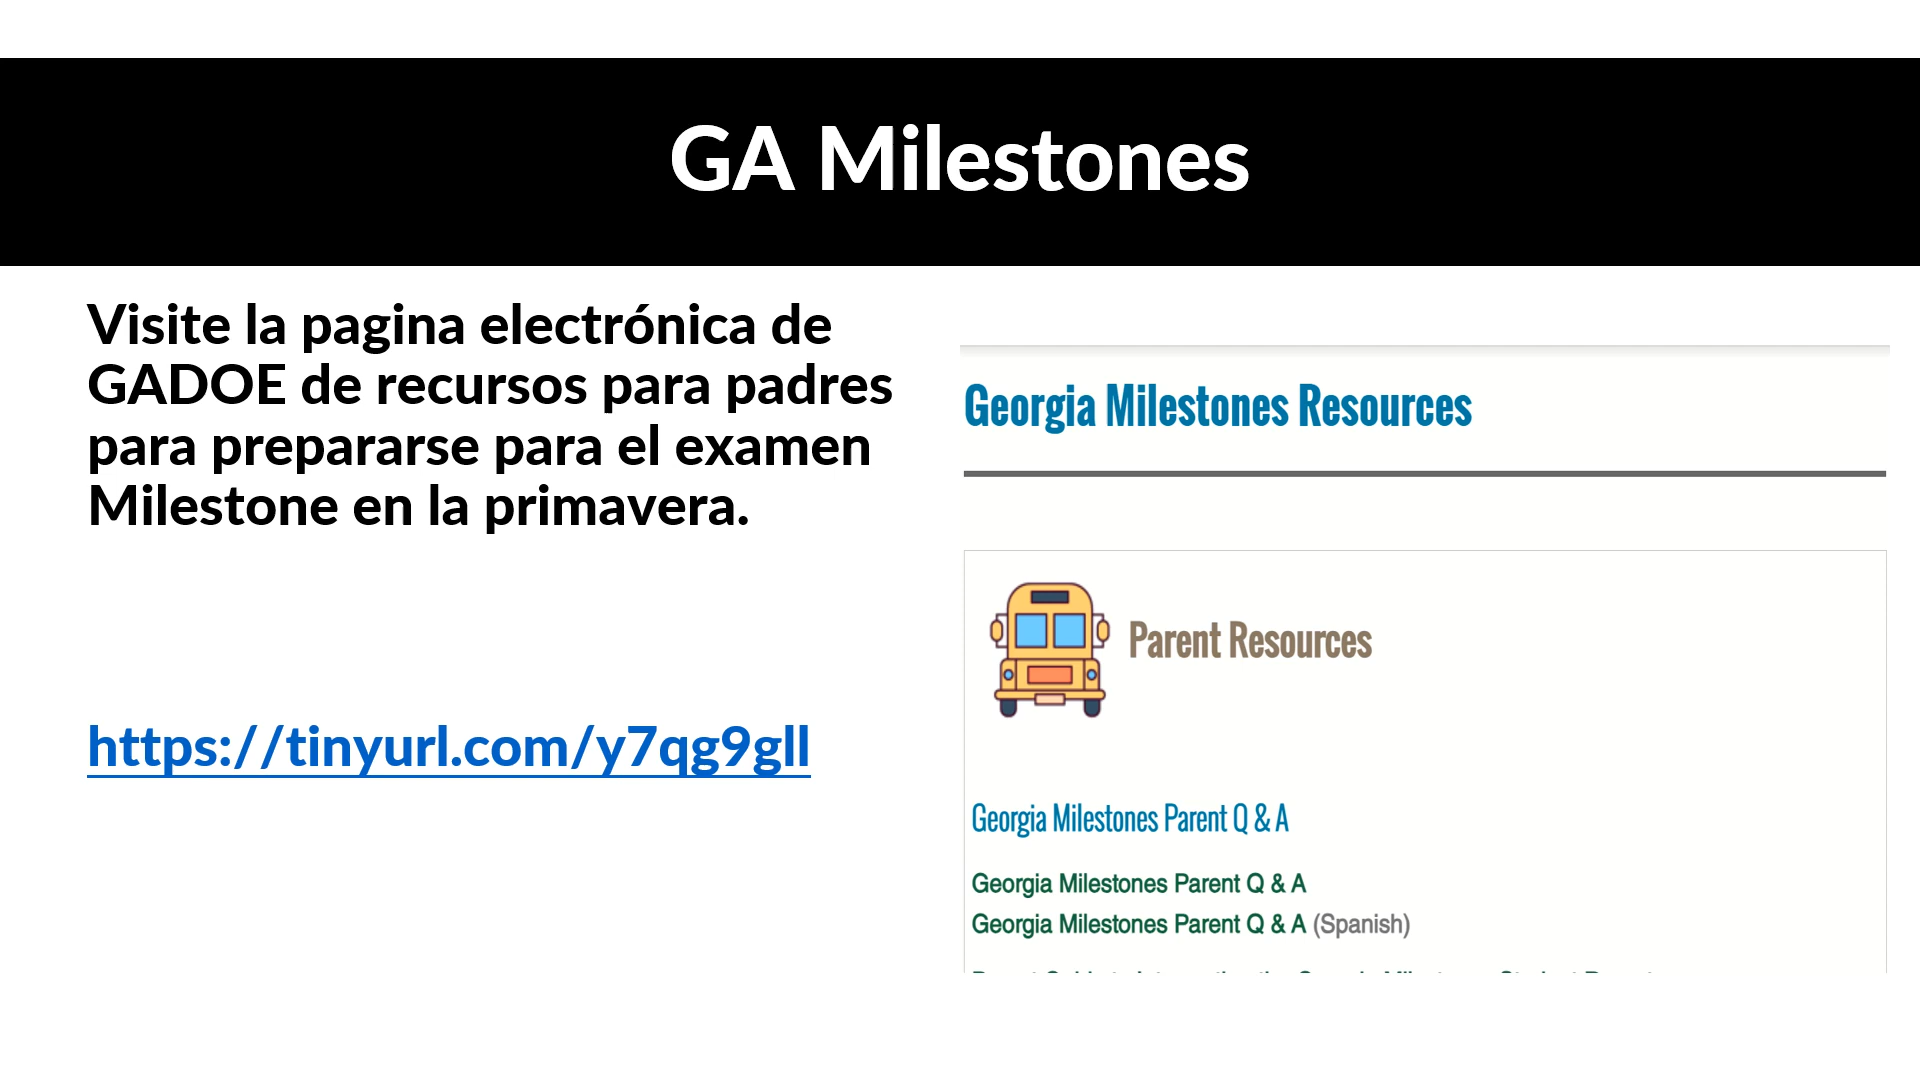 GA Milestones
Visite la pagina electrónica de
GADOE de recursos para padres
para prepararse para el examen
Milestone en la primavera.
https://tinyurl.com/y7qg9gll
Georgia Milestones Resources
Parent Resources
Georgia Milestones Parent Q & A
Georgia Milestones Parent Q & A
Georgia Milestones Parent Q & A (Spanish)